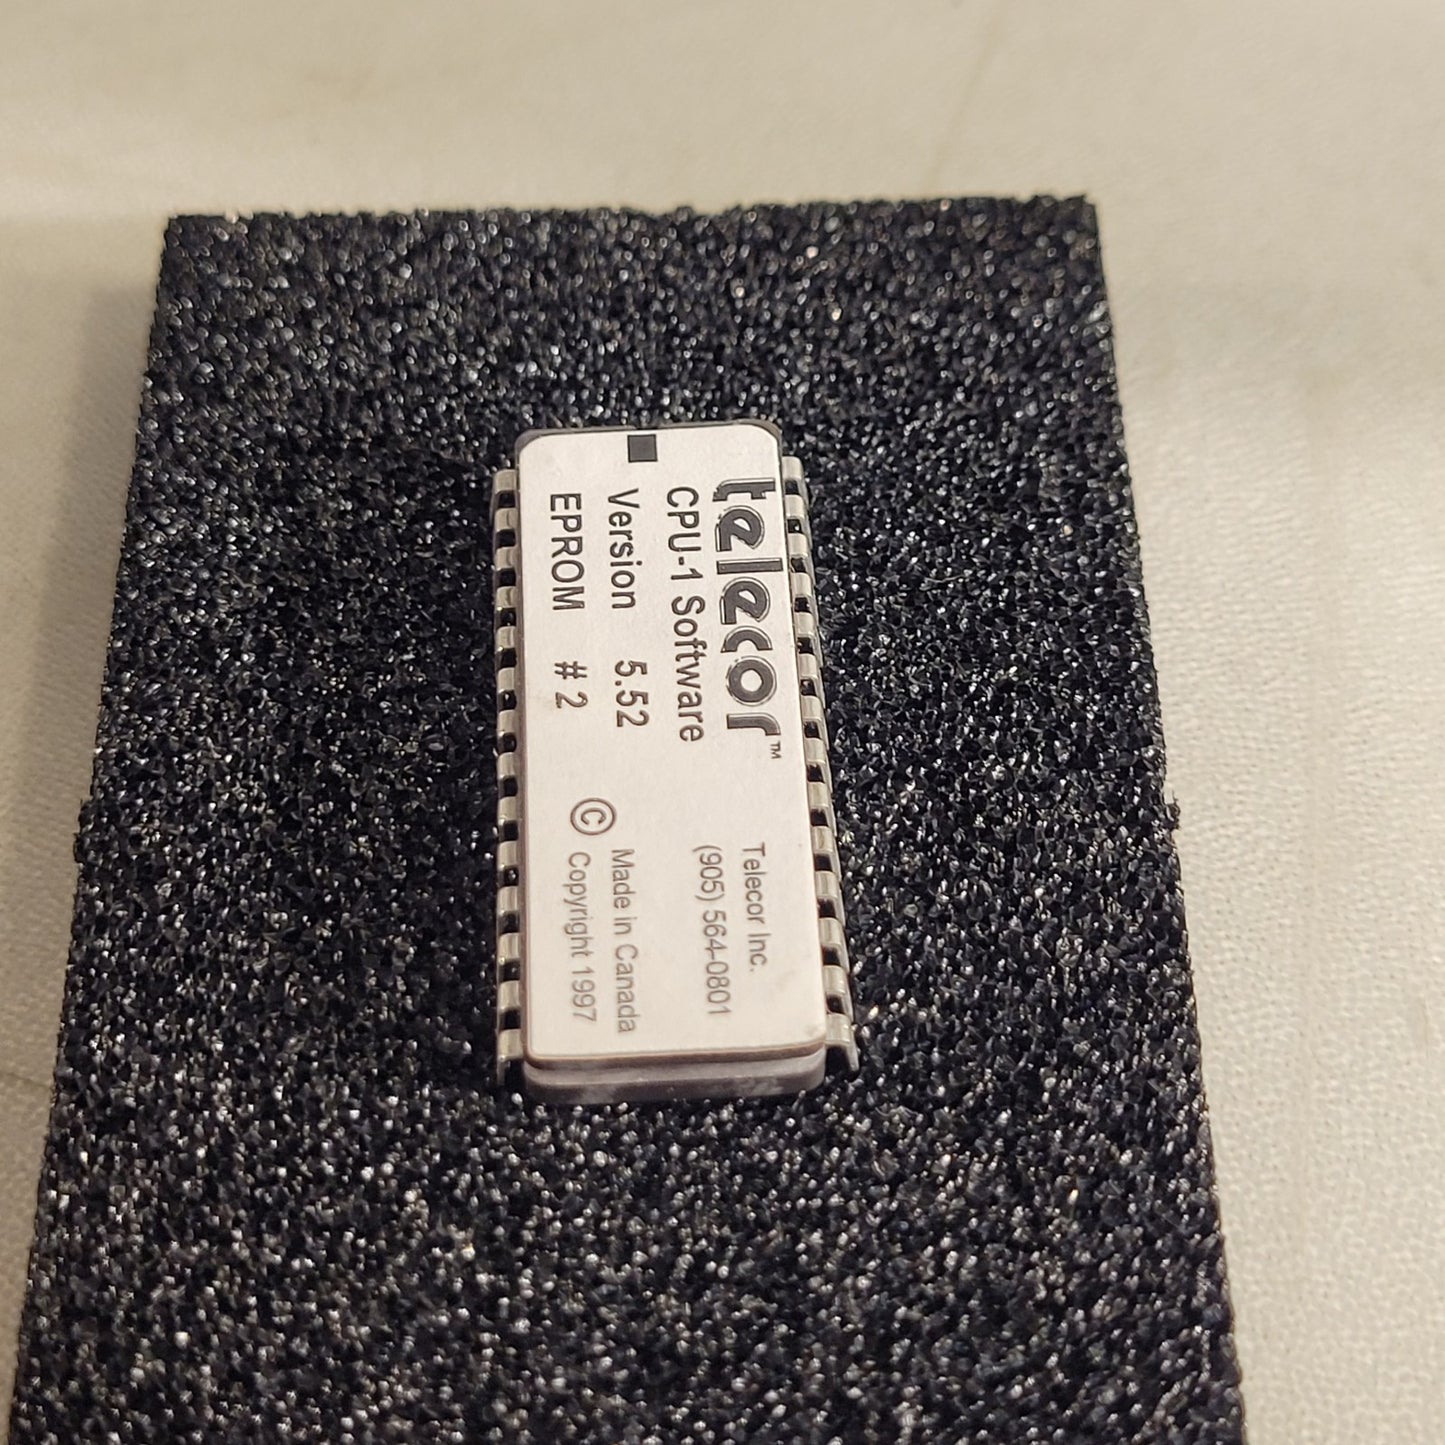 telecor™
CPU-1 Software
Version 5.52
EPROM # 2
Telecor Inc.
(905) 564-0801
Made in Canada
© Copyright 1997